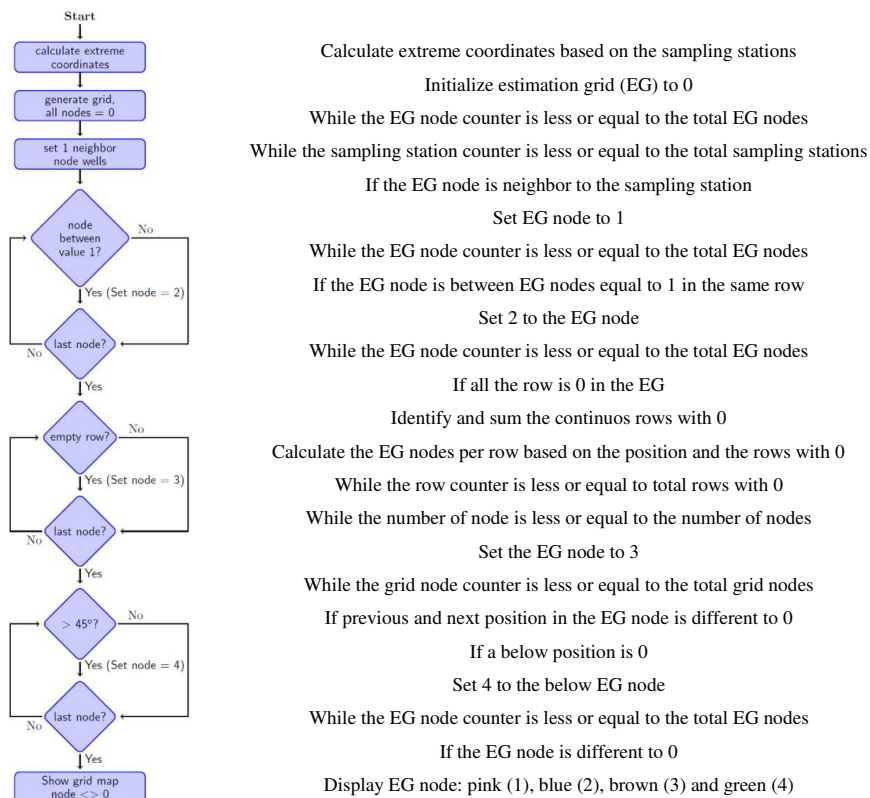 Start
calculate extreme
coordinates
generate grid,
all nodes = 0
set 1 neighbor
node wells
node
between
value 1?
No
Yes (Set node = 2)
last node?
No
Yes
empty row?
No
Yes (Set node = 3)
last node?
No
Yes
> 45º?
No
Yes (Set node = 4)
last node?
No
Yes
Show grid map
node <> 0
Calculate extreme coordinates based on the sampling stations
Initialize estimation grid (EG) to 0
While the EG node counter is less or equal to the total EG nodes
While the sampling station counter is less or equal to the total sampling stations
If the EG node is neighbor to the sampling station
Set EG node to 1
While the EG node counter is less or equal to the total EG nodes
If the EG node is between EG nodes equal to 1 in the same row
Set 2 to the EG node
While the EG node counter is less or equal to the total EG nodes
If all the row is 0 in the EG
Identify and sum the continuos rows with 0
Calculate the EG nodes per row based on the position and the rows with 0
While the row counter is less or equal to total rows with 0
While the number of node is less or equal to the number of nodes
Set the EG node to 3
While the grid node counter is less or equal to the total grid nodes
If previous and next position in the EG node is different to 0
If a below position is 0
Set 4 to the below EG node
While the EG node counter is less or equal to the total EG nodes
If the EG node is different to 0
Display EG node: pink (1), blue (2), brown (3) and green (4)